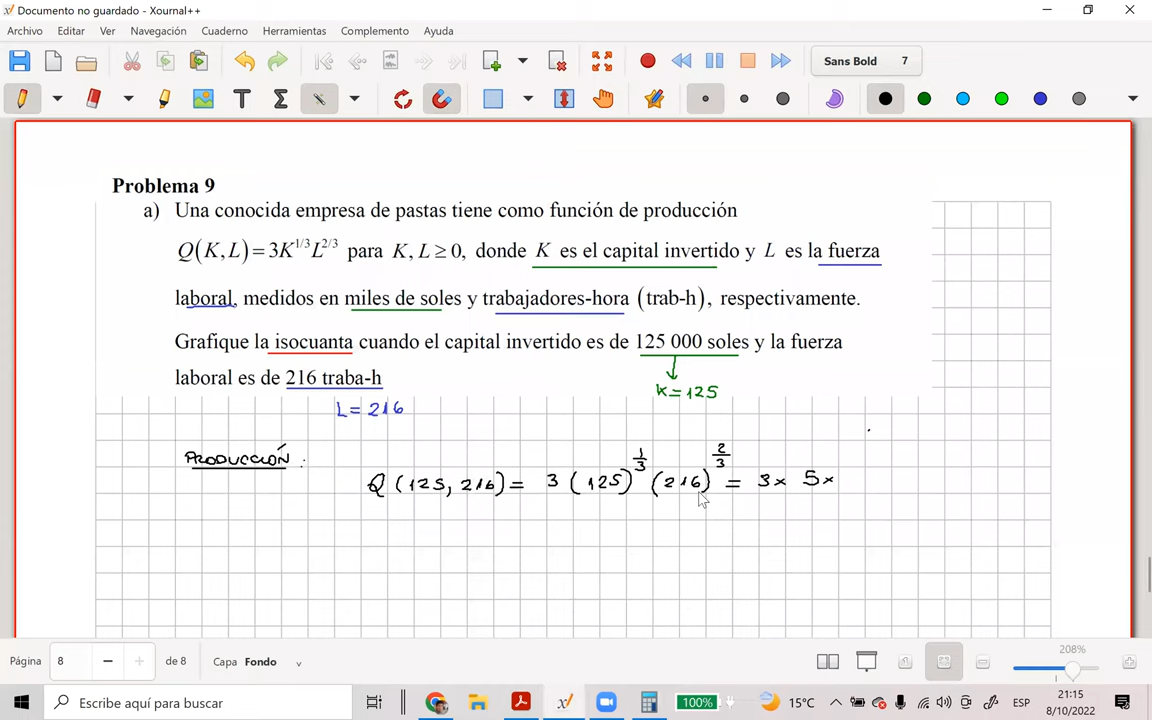 Documento no guardado - Xournal++
Archivo Editar Ver Navegación Cuaderno Herramientas Complemento Ayuda
Sans Bold 7
Problema 9
a) Una conocida empresa de pastas tiene como función de producción
Q(K,L)=3K^{1/3}L^{2/3} para K,L≥0, donde K es el capital invertido y L es la fuerza
laboral, medidos en miles de soles y trabajadores-hora (trab-h), respectivamente.
Grafique la isocuanta cuando el capital invertido es de 125 000 soles y la fuerza
laboral es de 216 traba-h
K=125
L=216
PRODUCCIÓN:
Q(125, 216) = 3(125)^{1/3}(216)^{2/3} = 3x 5x
Página 8 de 8 Capa Fondo 208%
Escribe aquí para buscar 100% 15°C ESP 21:15
8/10/2022